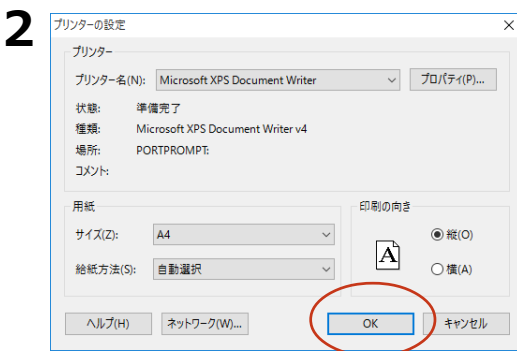 2
プリンターの設定
プリンター
プリンター名(N): Microsoft XPS Document Writer プロパティ(P)...
状態: 準備完了
種類: Microsoft XPS Document Writer v4
場所: PORTPROMPT:
コメント:
用紙 印刷の向き
サイズ(Z): A4 縦(O)
給紙方法(S): 自動選択 A 横(A)
ヘルプ(H) ネットワーク(W)... OK キャンセル